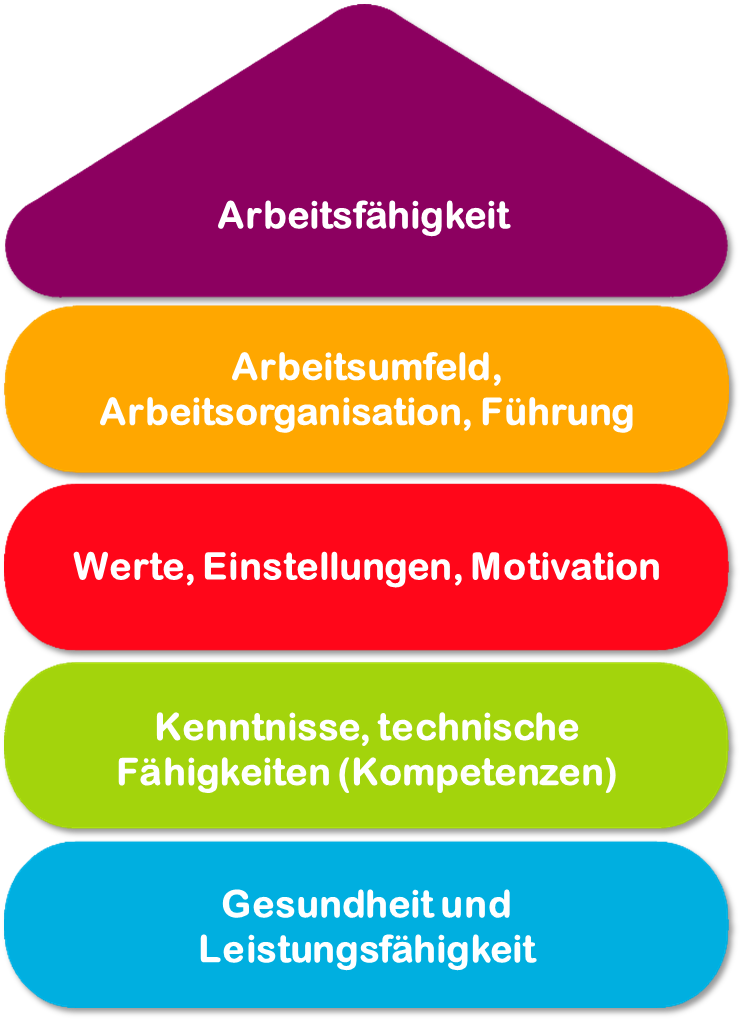 Arbeitsfähigkeit
Arbeitsumfeld,
Arbeitsorganisation, Führung
Werte, Einstellungen, Motivation
Kenntnisse, technische
Fähigkeiten (Kompetenzen)
Gesundheit und
Leistungsfähigkeit